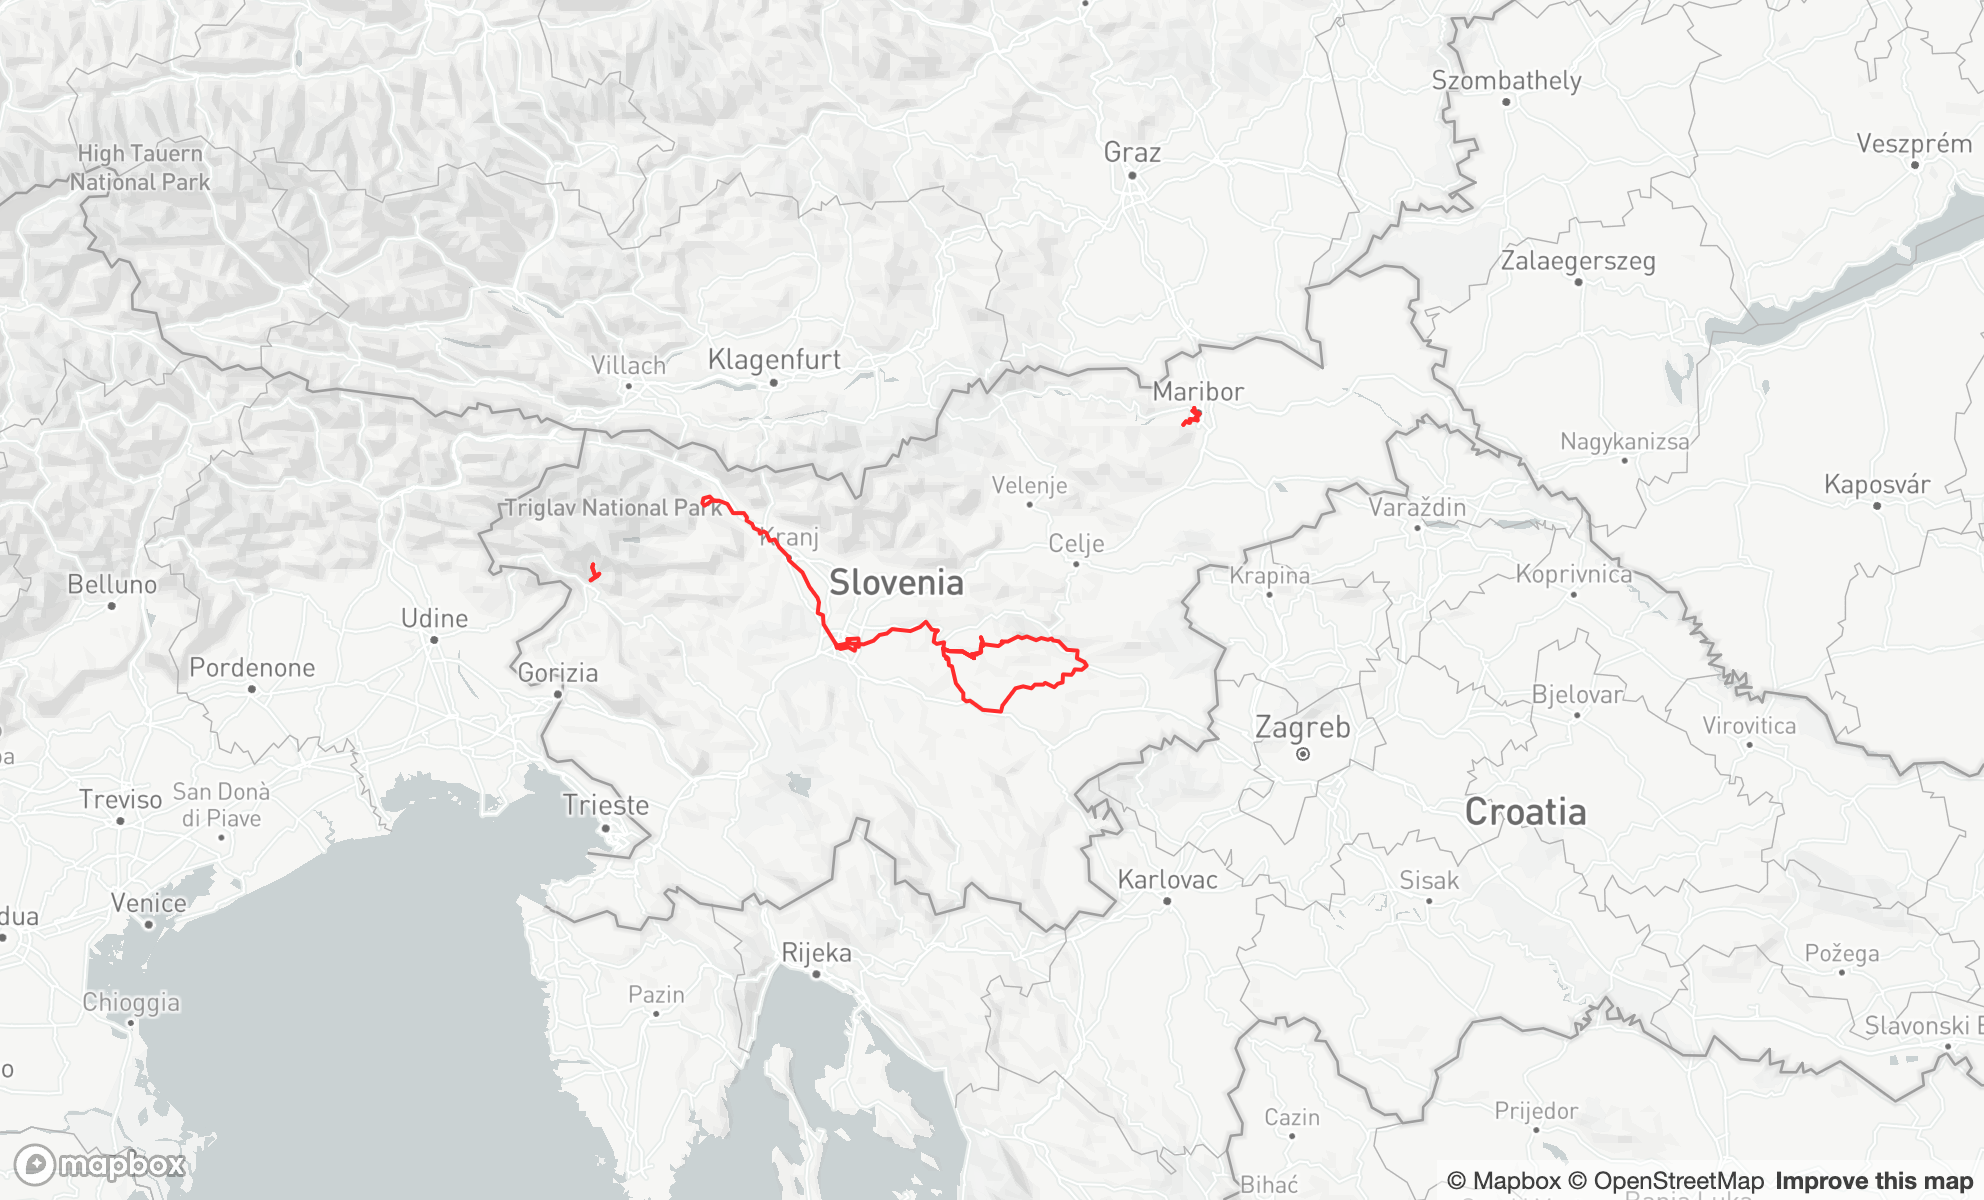 Szombathely
High Tauern
National Park
Graz
Veszprém
Zalaegerszeg
Villach
Klagenfurt
Maribor
Nagykanizsa
Velenje
Kaposvár
Triglav National Park
Varaždin
Kranj
Celje
Slovenia
Krapina
Koprivnica
Belluno
Udine
Pordenone
Gorizia
Bjelovar
Zagreb
Virovitica
Treviso
San Donà
di Piave
Trieste
Croatia
Karlovac
Sisak
Venice
dua
Rijeka
Požega
Chioggia
Pazin
Slavonski B
Cazin
Prijedor
mapbox
Bihać
© Mapbox © OpenStreetMap Improve this map